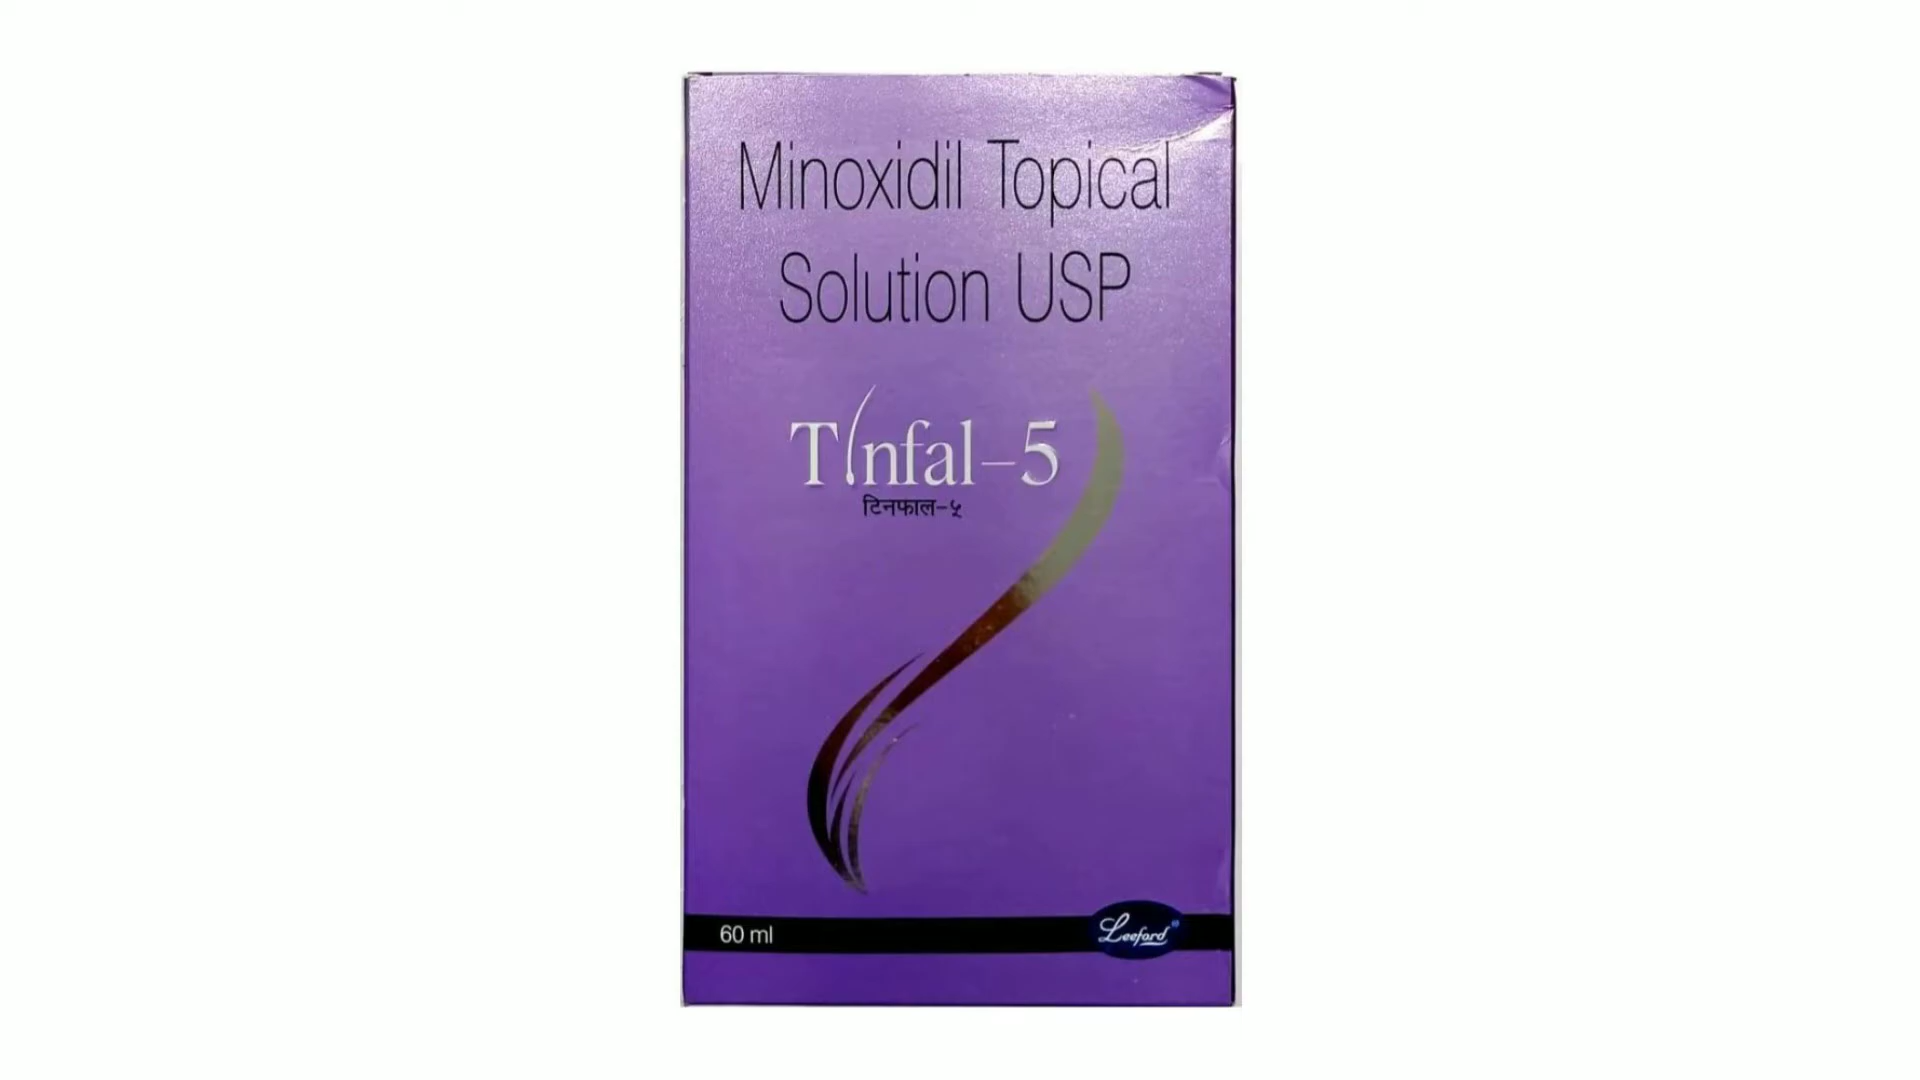 Minoxidil Topical
Solution USP
Tinfal-5
टिनफाल-५
60 ml
Leeford